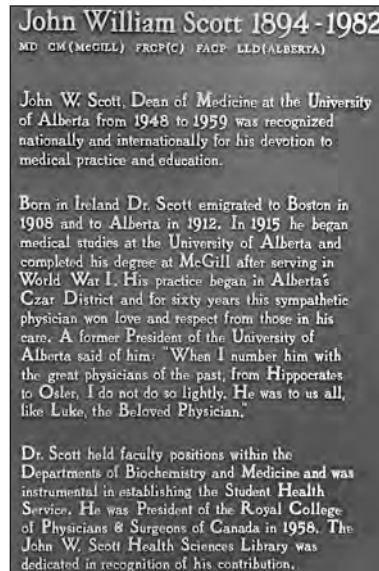 John William Scott 1894-1982
MD CM(McGILL) FRCP(C) FACP LLD(ALBERTA)
John W. Scott, Dean of Medicine at the University
of Alberta from 1948 to 1959 was recognized
nationally and internationally for his devotion to
medical practice and education.
Born in Ireland Dr. Scott emigrated to Boston in
1908 and to Alberta in 1912. In 1915 he began
medical studies at the University of Alberta and
completed his degree at McGill after serving in
World War I. His practice began in Alberta's
Czar District and for sixty years this sympathetic
physician won love and respect from those in his
care. A former President of the University of
Alberta said of him: "When I number him with
the great physicians of the past, from Hippocrates
to Osler, I do not do so lightly. He was to us all,
like Luke, the Beloved Physician."
Dr. Scott held faculty positions within the
Departments of Biochemistry and Medicine and was
instrumental in establishing the Student Health
Service. He was President of the Royal College
of Physicians & Surgeons of Canada in 1958. The
John W. Scott Health Sciences Library was
dedicated in recognition of his contribution.